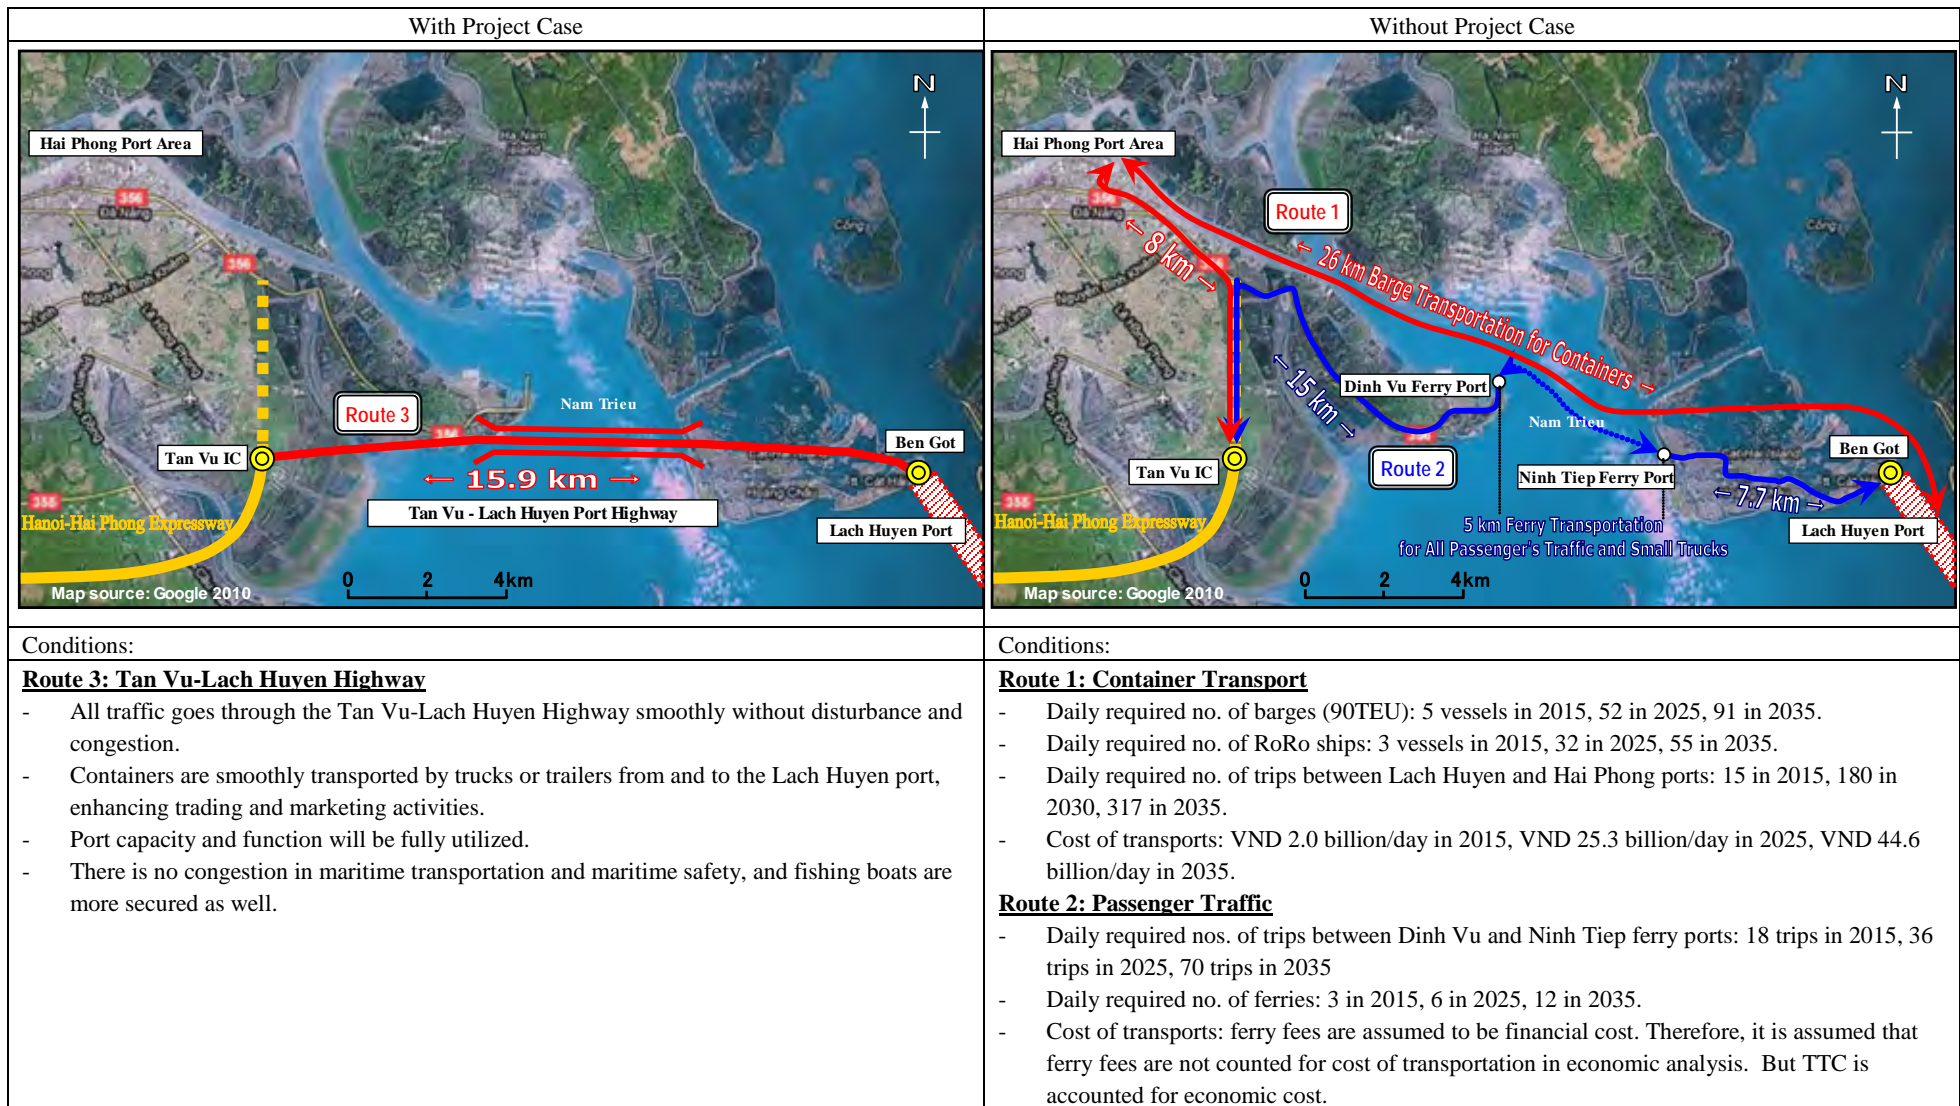 With Project Case
Without Project Case
N
Hai Phong Port Area
Ha Nam
356
Đà Nẵng
356
Cộng
Nguyễn Bỉnh Khiêm
Route 3
Nam Trieu
356
Tan Vu IC
Ben Got
← 15.9 km →
Tan Vu - Lach Huyen Port Highway
355
Hanoi-Hai Phong Expressway
Lach Huyen Port
0 2 4km
Map source: Google 2010
N
Hai Phong Port Area
356
Route 1
← 8 km →
← 26 km Barge Transportation for Containers →
← 15 km →
Dinh Vu Ferry Port
Nam Trieu
356
Route 2
Tan Vu IC
Ben Got
Ninh Tiep Ferry Port
← 7.7 km →
355
Hanoi-Hai Phong Expressway
5 km Ferry Transportation
for All Passenger's Traffic and Small Trucks
Lach Huyen Port
0 2 4km
Map source: Google 2010
Conditions:
Route 3: Tan Vu-Lach Huyen Highway
- All traffic goes through the Tan Vu-Lach Huyen Highway smoothly without disturbance and
congestion.
- Containers are smoothly transported by trucks or trailers from and to the Lach Huyen port,
enhancing trading and marketing activities.
- Port capacity and function will be fully utilized.
- There is no congestion in maritime transportation and maritime safety, and fishing boats are
more secured as well.
Conditions:
Route 1: Container Transport
- Daily required no. of barges (90TEU): 5 vessels in 2015, 52 in 2025, 91 in 2035.
- Daily required no. of RoRo ships: 3 vessels in 2015, 32 in 2025, 55 in 2035.
- Daily required no. of trips between Lach Huyen and Hai Phong ports: 15 in 2015, 180 in
2030, 317 in 2035.
- Cost of transports: VND 2.0 billion/day in 2015, VND 25.3 billion/day in 2025, VND 44.6
billion/day in 2035.
Route 2: Passenger Traffic
- Daily required nos. of trips between Dinh Vu and Ninh Tiep ferry ports: 18 trips in 2015, 36
trips in 2025, 70 trips in 2035
- Daily required no. of ferries: 3 in 2015, 6 in 2025, 12 in 2035.
- Cost of transports: ferry fees are assumed to be financial cost. Therefore, it is assumed that
ferry fees are not counted for cost of transportation in economic analysis. But TTC is
accounted for economic cost.